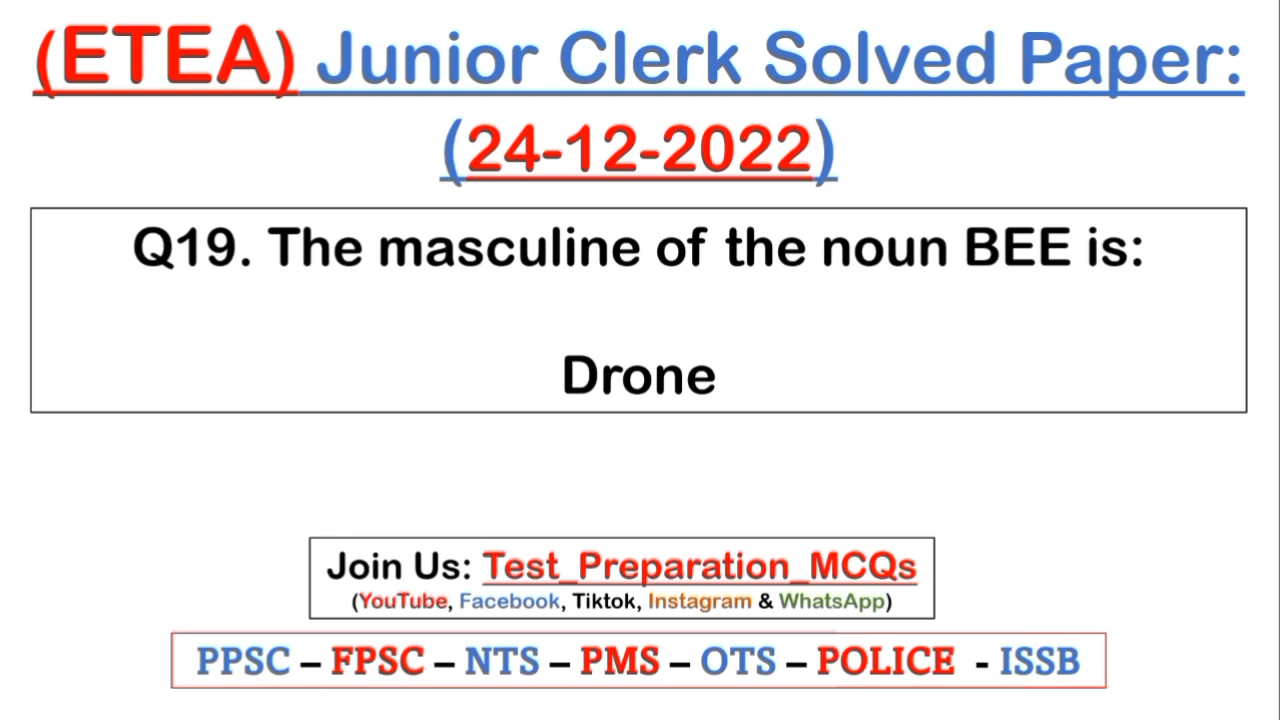 (ETEA) Junior Clerk Solved Paper:
(24-12-2022)
Q19. The masculine of the noun BEE is:
Drone
Join Us: Test_Preparation_MCQs
(YouTube, Facebook, Tiktok, Instagram & WhatsApp)
PPSC – FPSC – NTS – PMS – OTS – POLICE - ISSB